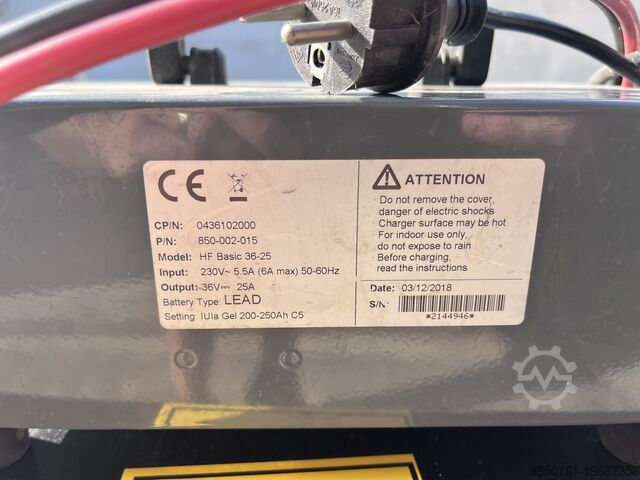 CE
CP/N: 0436102000
P/N: 850-002-015
Model: HF Basic 36-25
Input: 230V~ 5.5A (6A max) 50-60Hz
Output: 36V⎓ 25A
Battery Type: LEAD
Setting: IUIa Gel 200-250Ah C5
⚠ ATTENTION
· Do not remove the cover,
danger of electric shocks
· Charger surface may be hot
· For indoor use only,
do not expose to rain
· Before charging,
read the instructions
Date: 03/12/2018
S/N:
*2144946*
4850161-19687356